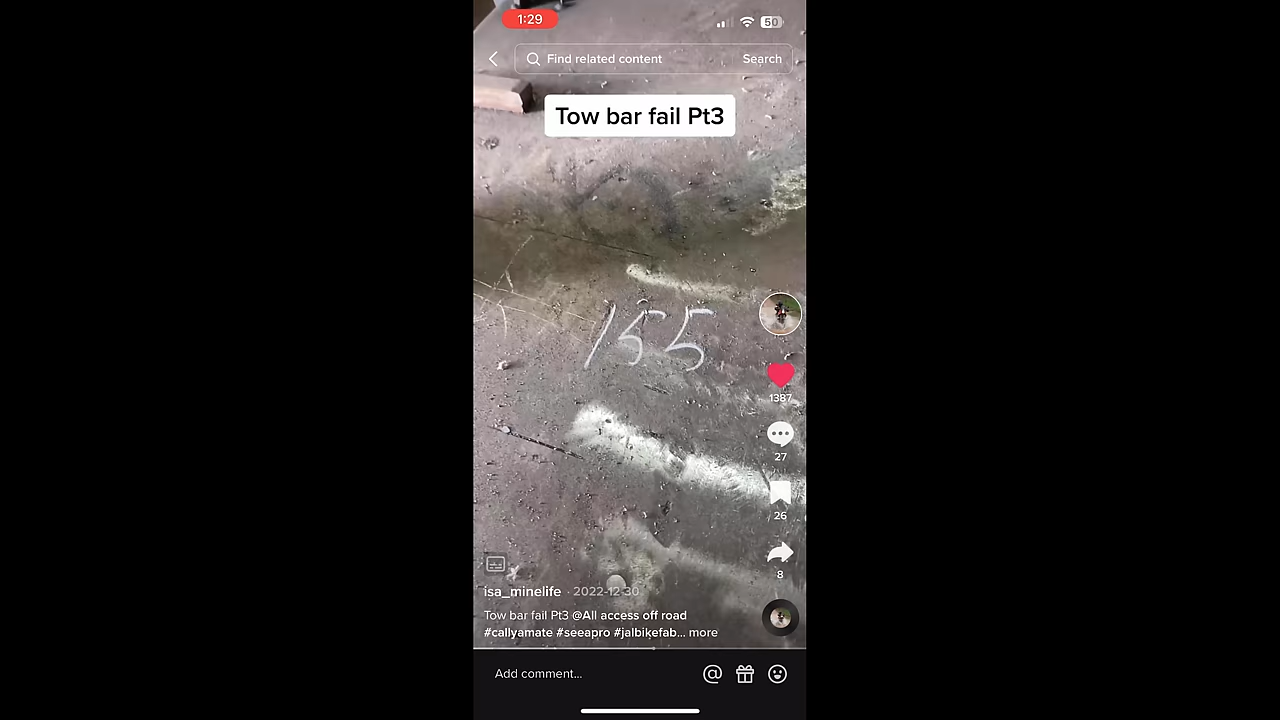 1:29
50
Find related content
Search
Tow bar fail Pt3
155
1387
27
26
8
isa_minelife · 2022-12-30
Tow bar fail Pt3 @All access off road
#callyamate #seeapro #jalbikefab... more
Add comment...